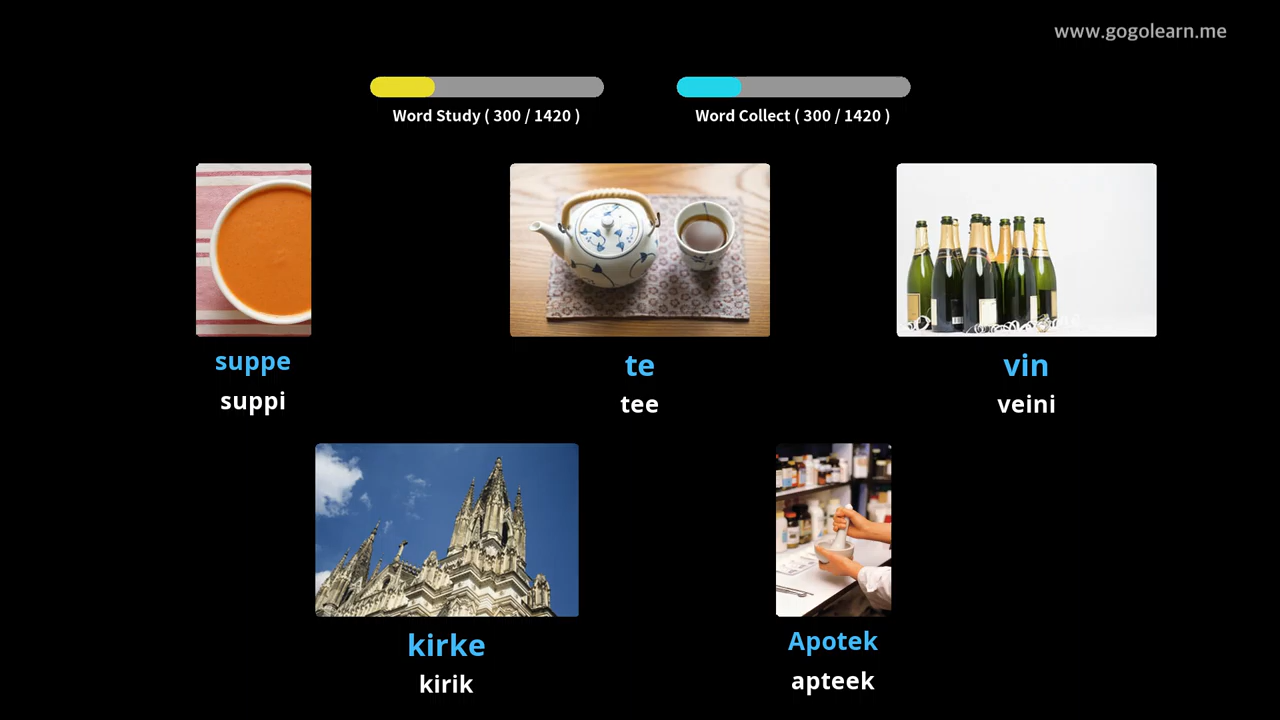 www.gogolearn.me
Word Study ( 300 / 1420 )
Word Collect ( 300 / 1420 )
suppe
suppi
te
tee
vin
veini
kirke
kirik
Apotek
apteek